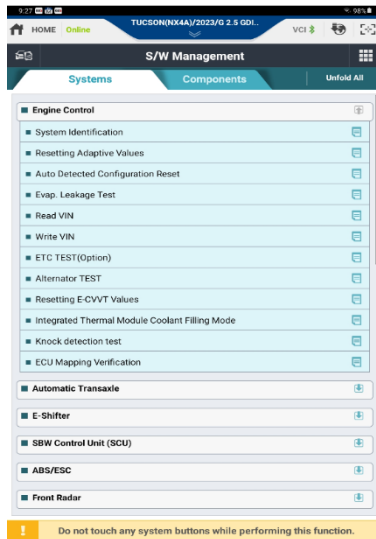 9:27
98%
TUCSON(NX4A)/2023/G 2.5 GDI..
HOME Online
VCI
S/W Management
Systems Components Unfold All
Engine Control
System Identification
Resetting Adaptive Values
Auto Detected Configuration Reset
Evap. Leakage Test
Read VIN
Write VIN
ETC TEST(Option)
Alternator TEST
Resetting E-CVVT Values
Integrated Thermal Module Coolant Filling Mode
Knock detection test
ECU Mapping Verification
Automatic Transaxle
E-Shifter
SBW Control Unit (SCU)
ABS/ESC
Front Radar
! Do not touch any system buttons while performing this function.